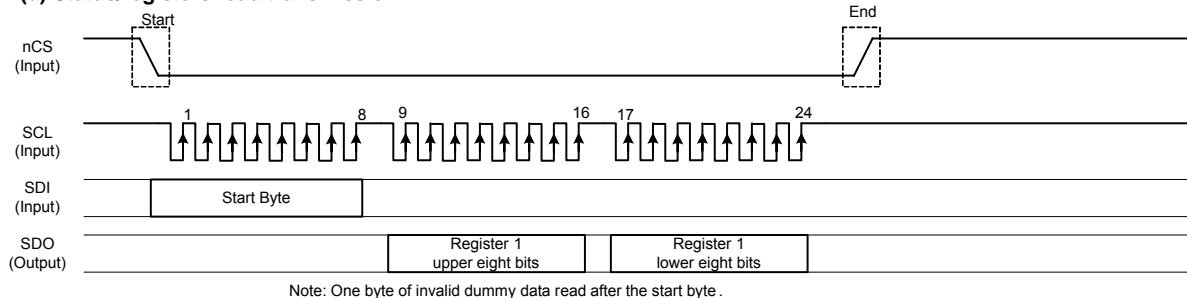 Start
End
nCS
(Input)
1
8
9
16
17
24
SCL
(Input)
SDI
(Input)
Start Byte
SDO
(Output)
Register 1
upper eight bits
Register 1
lower eight bits
Note: One byte of invalid dummy data read after the start byte .